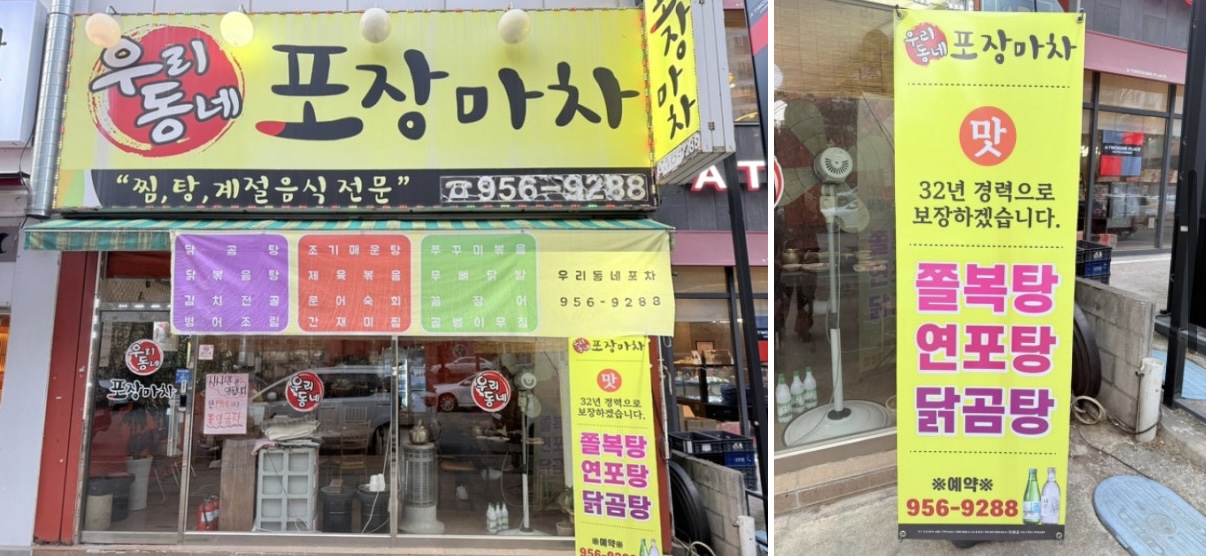 우리
동네
포장마차
포장마차
"찜, 탕, 계절음식 전문"
☎956-9288
닭곰탕
닭볶음탕
김치전골
병어조림
조기매운탕
제육볶음
문어숙회
간재미찜
쭈꾸미볶음
무뼈닭발
꼼장어
골뱅이무침
우리동네포차
956-9288
AT
우리
동네
포장마차
우리
동네
우리
동네
포장마차
맛
32년 경력으로
보장하겠습니다.
쫄복탕
연포탕
닭곰탕
※예약※
956-9288
우리
동네
포장마차
맛
32년 경력으로
보장하겠습니다.
쫄복탕
연포탕
닭곰탕
※예약※
956-9288
A TWOSOME PLACE